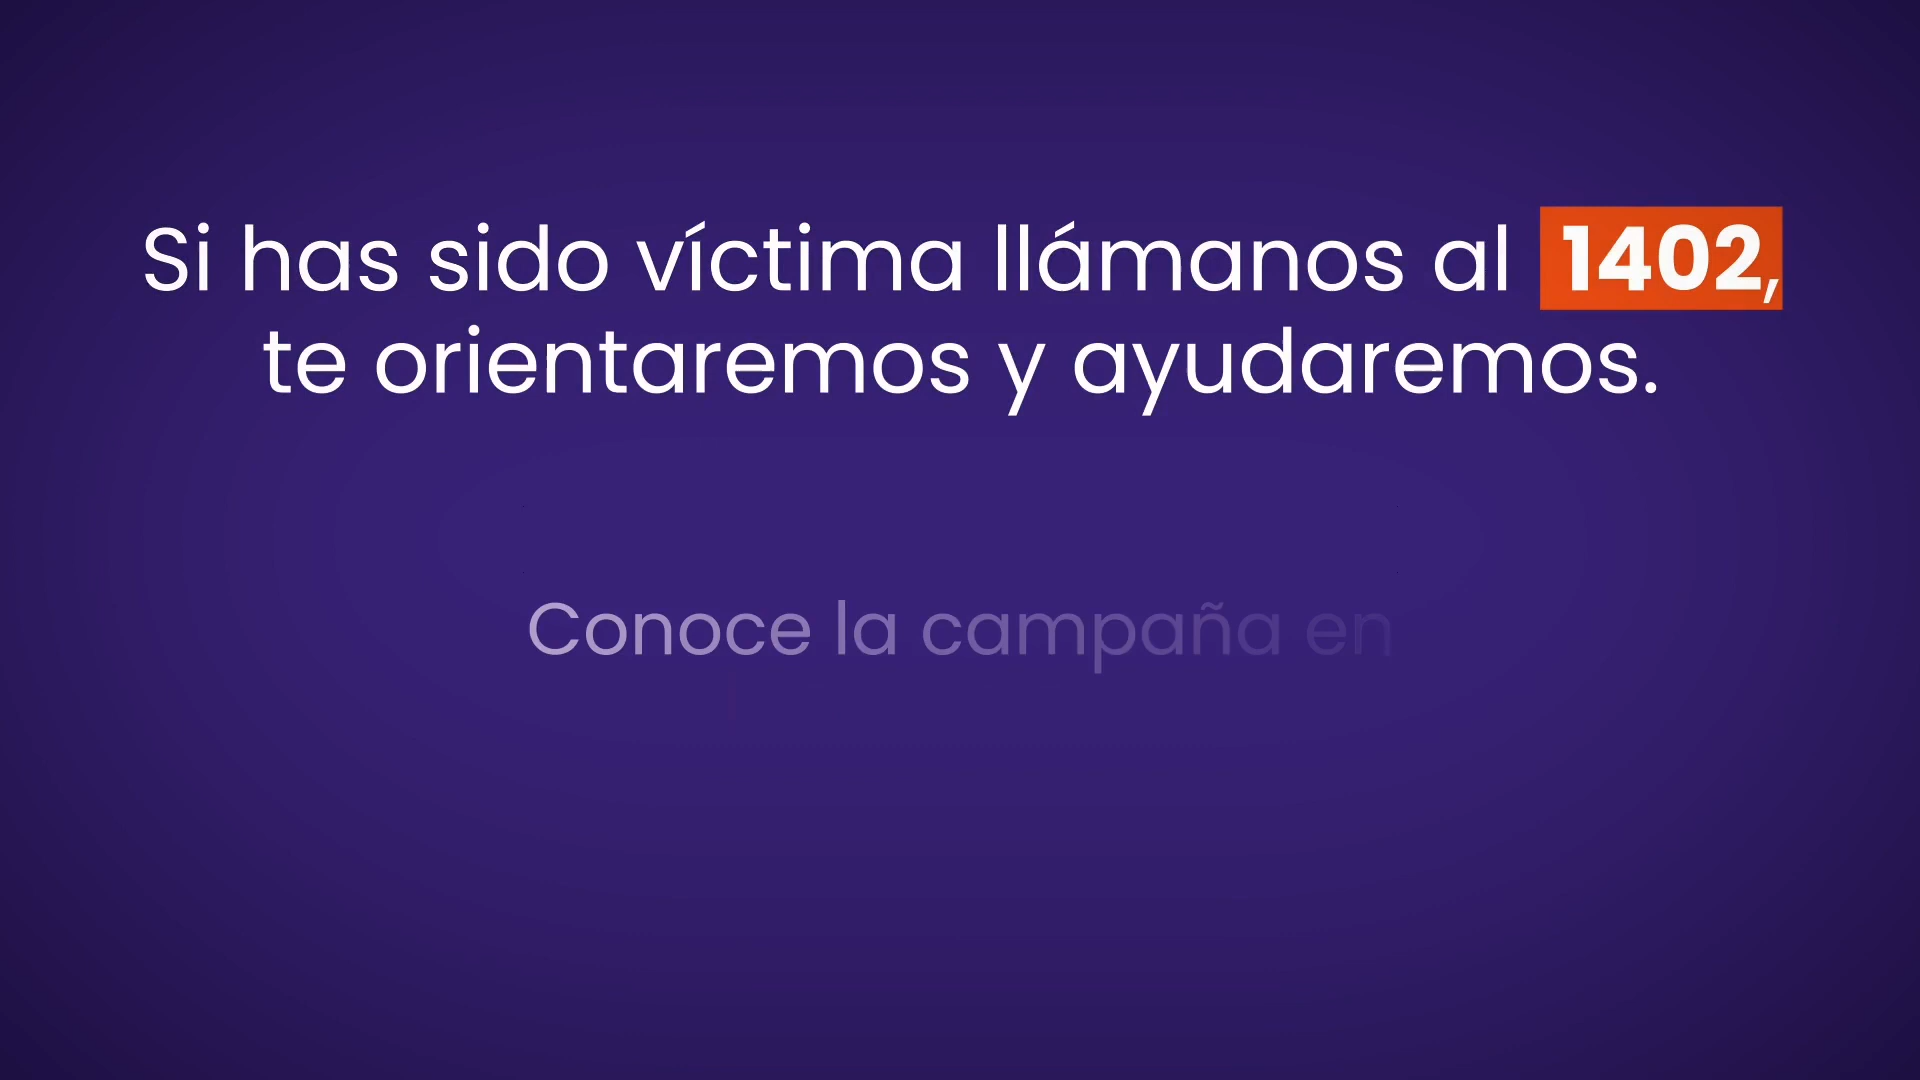 Si has sido víctima llámanos al 1402,
te orientaremos y ayudaremos.
Conoce la campaña en